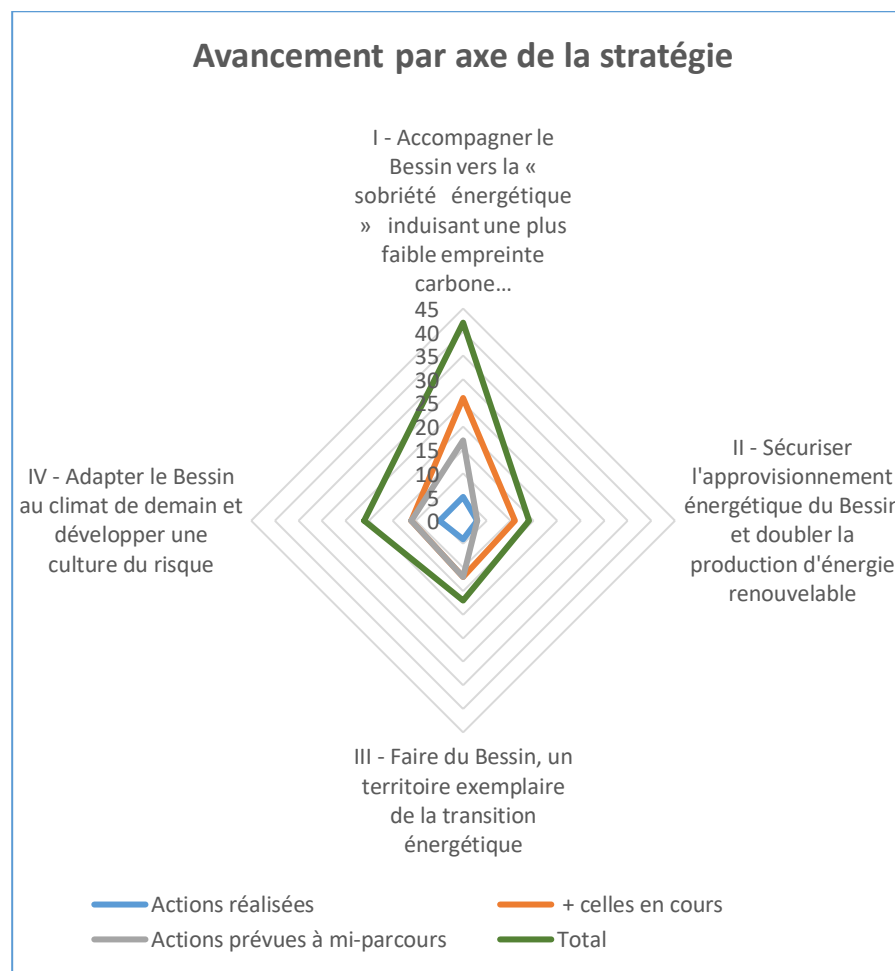 Avancement par axe de la stratégie
I - Accompagner le
Bessin vers la «
sobriété énergétique
» induisant une plus
faible empreinte
carbone...
45
40
35
30
25
20
15
10
5
0
II - Sécuriser
l'approvisionnement
énergétique du Bessin
et doubler la
production d'énergie
renouvelable
IV - Adapter le Bessin
au climat de demain et
développer une
culture du risque
III - Faire du Bessin, un
territoire exemplaire
de la transition
énergétique
Actions réalisées
+ celles en cours
Actions prévues à mi-parcours
Total